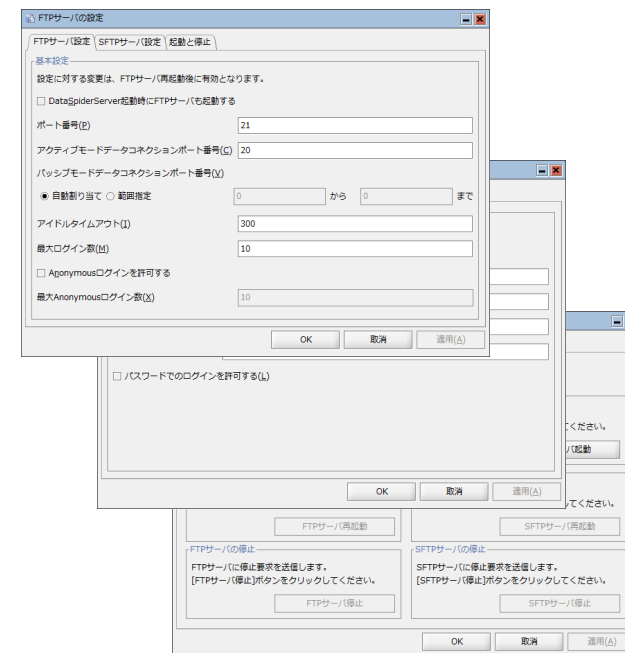 FTPサーバの設定
FTPサーバ設定 SFTPサーバ設定 起動と停止
基本設定
設定に対する変更は、FTPサーバ再起動後に有効となります。
DataSpiderServer起動時にFTPサーバも起動する
ポート番号(P) 21
アクティブモードデータコネクションポート番号(C) 20
パッシブモードデータコネクションポート番号(V)
自動割り当て 範囲指定 0 から 0 まで
アイドルタイムアウト(I) 300
最大ログイン数(M) 10
Anonymousログインを許可する
最大Anonymousログイン数(X) 10
OK 取消 適用(A)
パスワードでのログインを許可する(L)
OK 取消 適用(A)
ください。
バ起動
してください。
FTPサーバ再起動 SFTPサーバ再起動
FTPサーバの停止 SFTPサーバの停止
FTPサーバに停止要求を送信します。 SFTPサーバに停止要求を送信します。
[FTPサーバ停止]ボタンをクリックしてください。 [SFTPサーバ停止]ボタンをクリックしてください。
FTPサーバ停止 SFTPサーバ停止
OK 取消 適用(A)